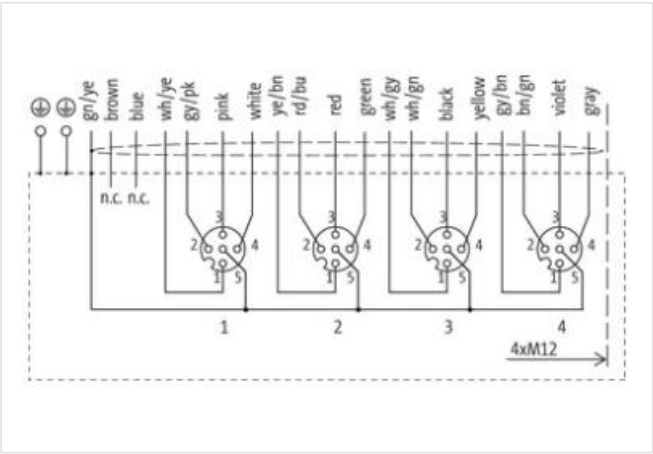 gn/ye brown blue wh/ye gy/pk pink white ye/bn rd/bu red green wh/gy wh/gn black yellow gy/bn bn/gn violet gray
n.c. n.c.
3 3 3 3
2 4 2 4 2 4 2 4
1 5 1 5 1 5 1 5
1 2 3 4
4xM12